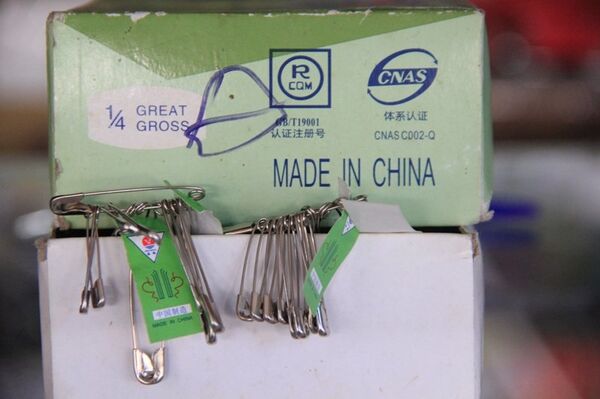 1/4 GREAT GROSS
R
CQM
GB/T19001
认证注册号
CNAS
体系认证
CNAS C002-Q
MADE IN CHINA
中国制造
MADE IN CHINA